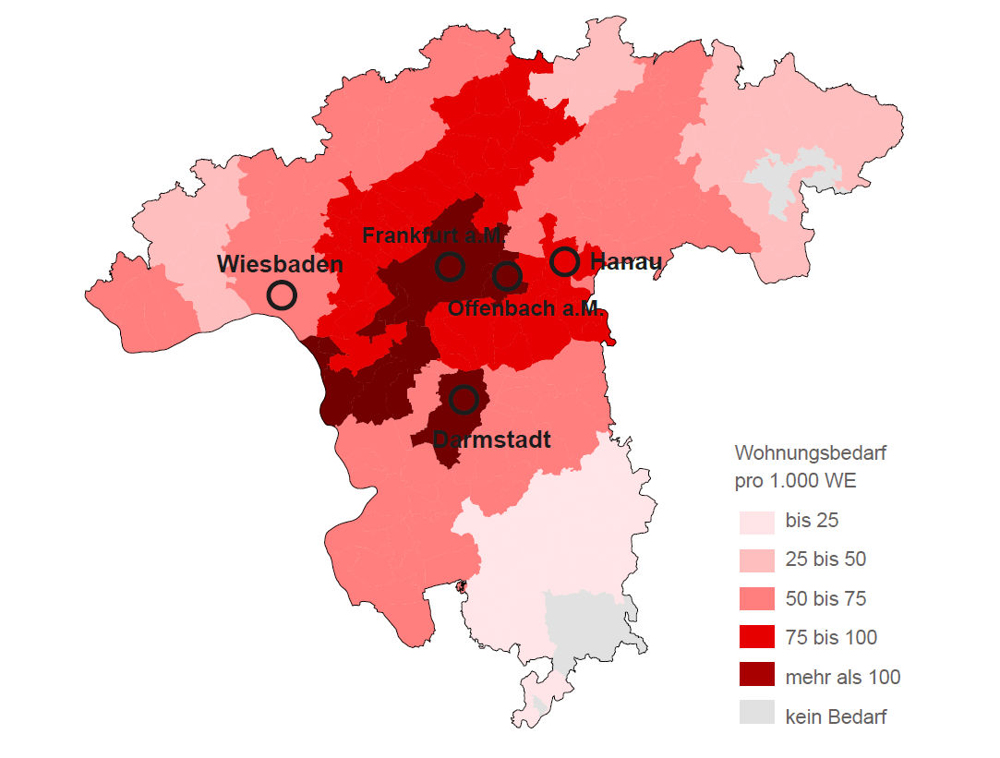 Frankfurt a.M.
Wiesbaden
Hanau
Offenbach a.M.
Darmstadt
Wohnungsbedarf
pro 1.000 WE
bis 25
25 bis 50
50 bis 75
75 bis 100
mehr als 100
kein Bedarf